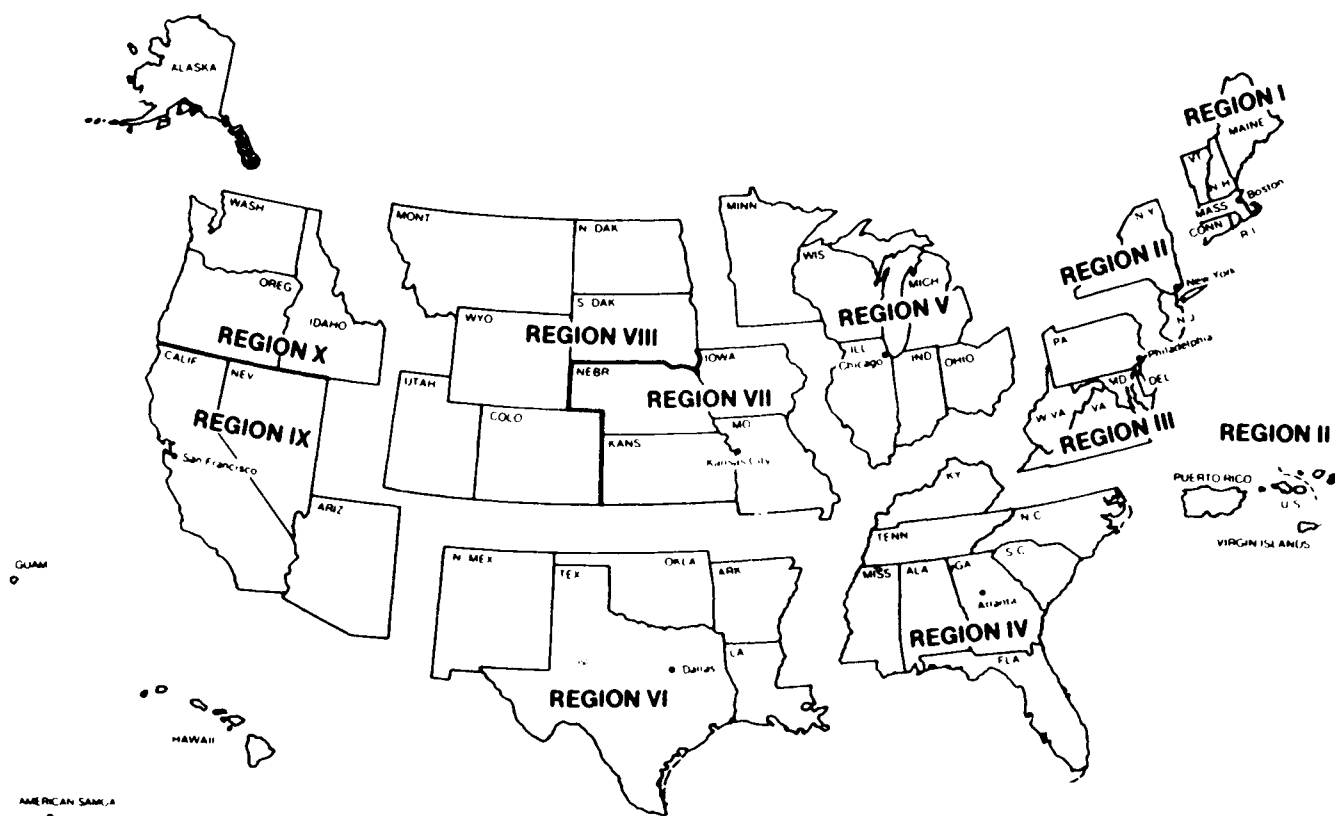 ALASKA
REGION I
MAINE
VT
N H
Boston
MASS
CONN
R I
WASH
MONT
N DAK
MINN
N Y
WIS
REGION II
OREG
MICH
New York
S DAK
REGION V
IDAHO
WYO
N J
REGION X
REGION VIII
PA
CALIF
ILL
IOWA
Chicago
IND
OHIO
Philadelphia
NEV
NEBR
UTAH
MD
DEL
REGION VII
W VA
VA
REGION IX
COLO
MO
REGION III
REGION II
KANS
San Francisco
Kansas City
KY
PUERTO RICO
U S
ARIZ
N C
VIRGIN ISLANDS
TENN
S C
GUAM
N MEX
OKLA
TEX
ARK
MISS
ALA
GA
Atlanta
REGION IV
LA
FLA
Dallas
REGION VI
HAWAII
AMERICAN SAMOA